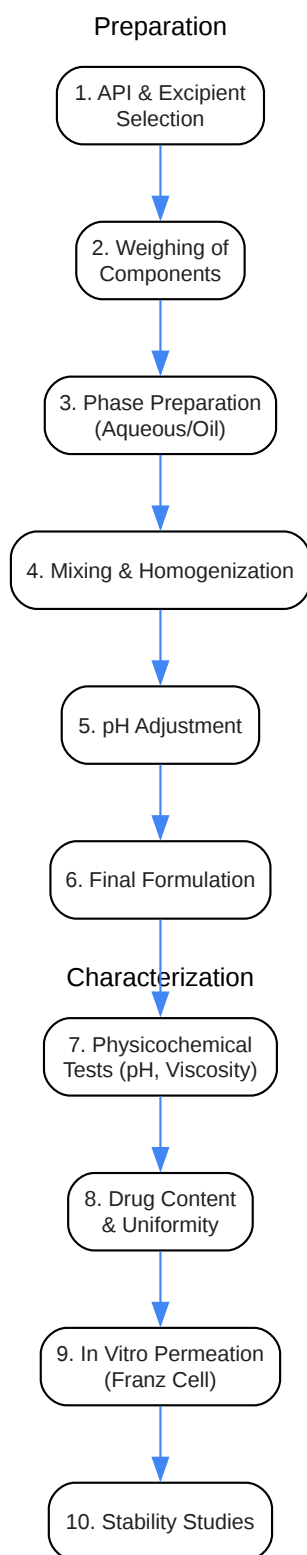 Preparation
1. API & Excipient
Selection
2. Weighing of
Components
3. Phase Preparation
(Aqueous/Oil)
4. Mixing & Homogenization
5. pH Adjustment
6. Final Formulation
Characterization
7. Physicochemical
Tests (pH, Viscosity)
8. Drug Content
& Uniformity
9. In Vitro Permeation
(Franz Cell)
10. Stability Studies